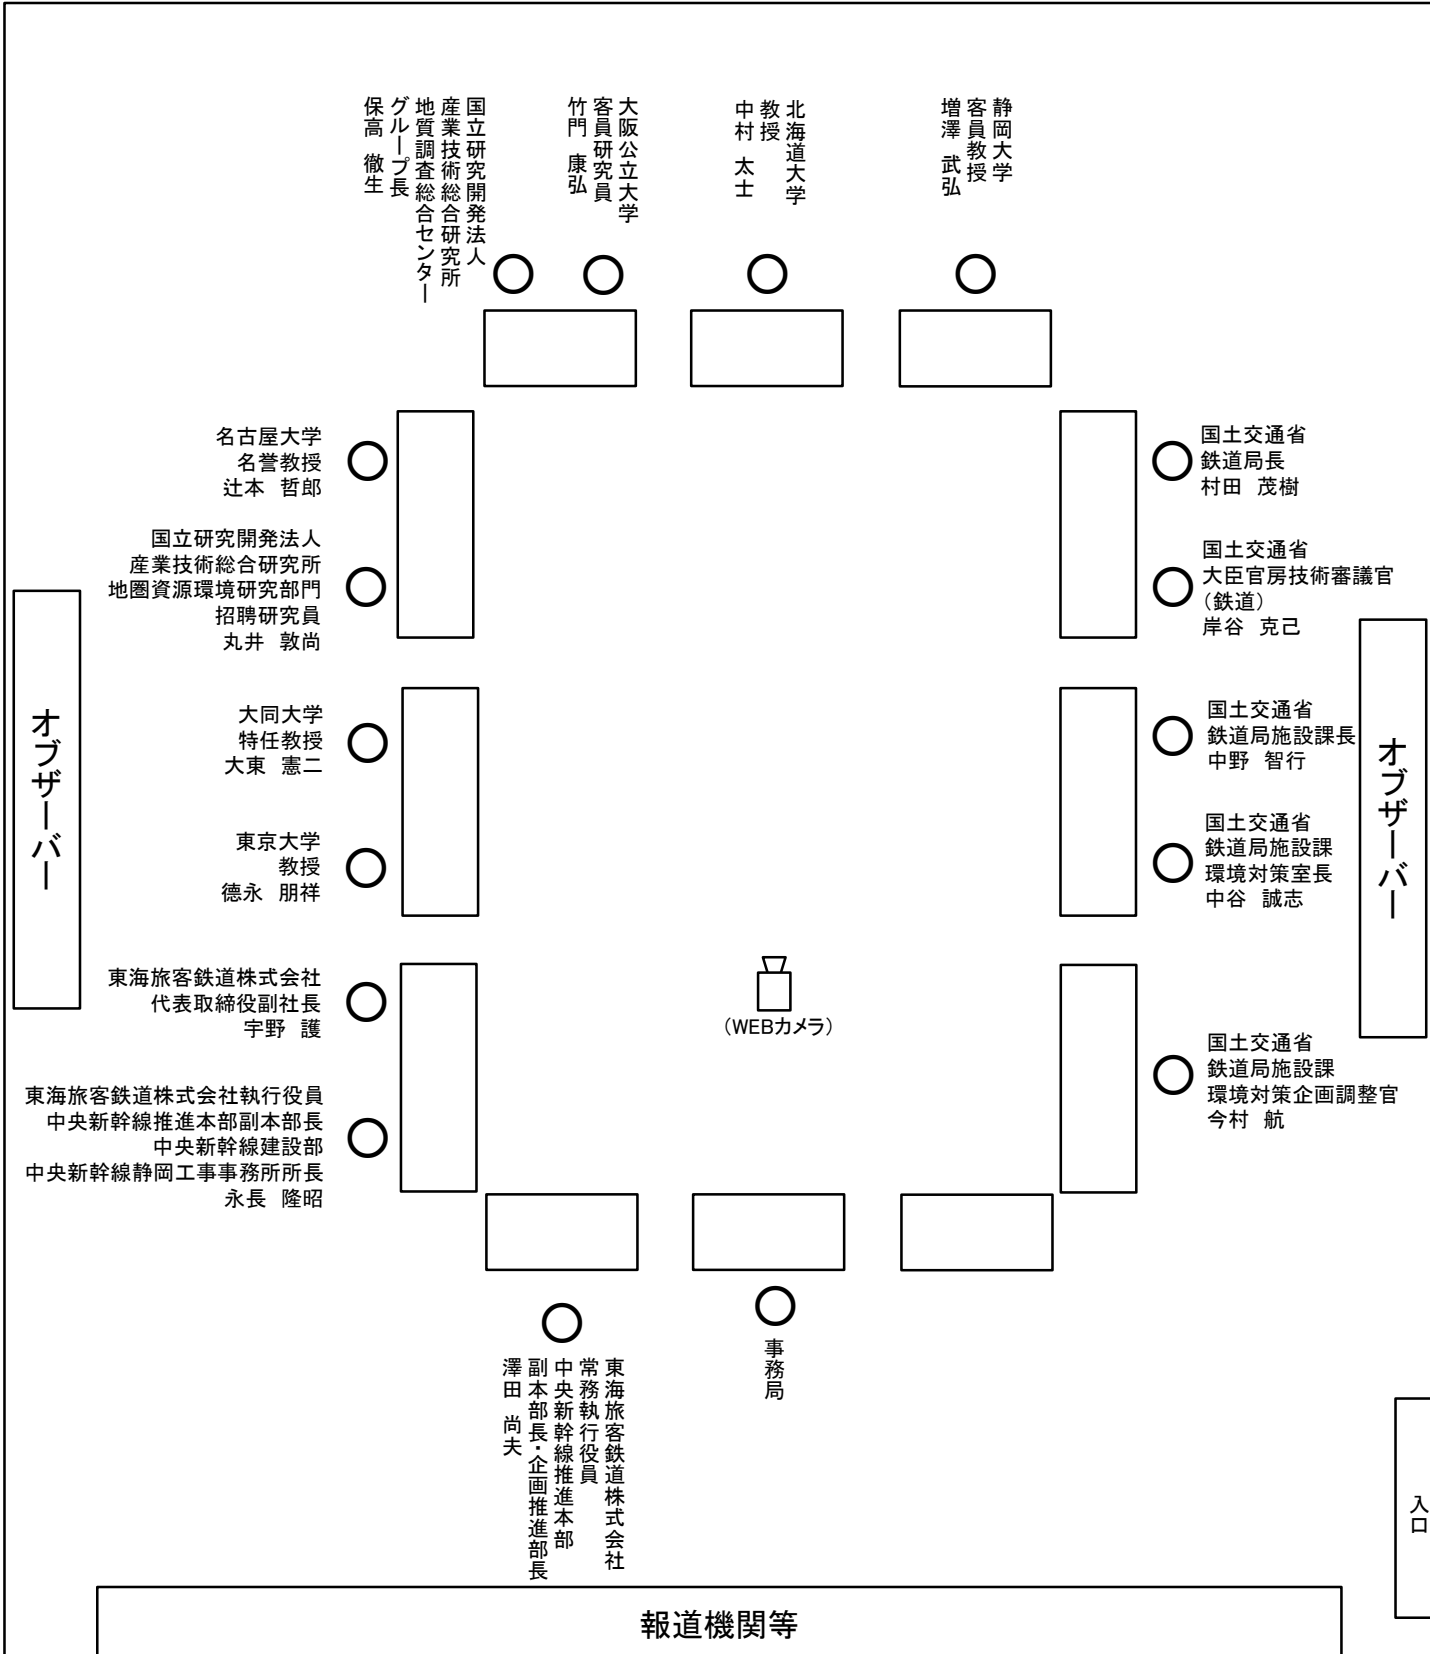 国立研究開発法人
産業技術総合研究所
地質調査総合センター
グループ長
保高 徹生
大阪公立大学
客員研究員
竹門 康弘
北海道大学
教授
中村 太士
静岡大学
客員教授
増澤 武弘
名古屋大学
名誉教授
辻本 哲郎
国立研究開発法人
産業技術総合研究所
地圏資源環境研究部門
招聘研究員
丸井 敦尚
大同大学
特任教授
大東 憲二
東京大学
教授
德永 朋祥
東海旅客鉄道株式会社
代表取締役副社長
宇野 護
東海旅客鉄道株式会社執行役員
中央新幹線推進本部副本部長
中央新幹線建設部
中央新幹線静岡工事事務所所長
永長 隆昭
オブザーバー
国土交通省
鉄道局長
村田 茂樹
国土交通省
大臣官房技術審議官
（鉄道）
岸谷 克己
国土交通省
鉄道局施設課長
中野 智行
国土交通省
鉄道局施設課
環境対策室長
中谷 誠志
国土交通省
鉄道局施設課
環境対策企画調整官
今村 航
オブザーバー
（WEBカメラ）
東海旅客鉄道株式会社
常務執行役員
中央新幹線推進本部
副本部長・企画推進部長
澤田 尚夫
事務局
入口
報道機関等